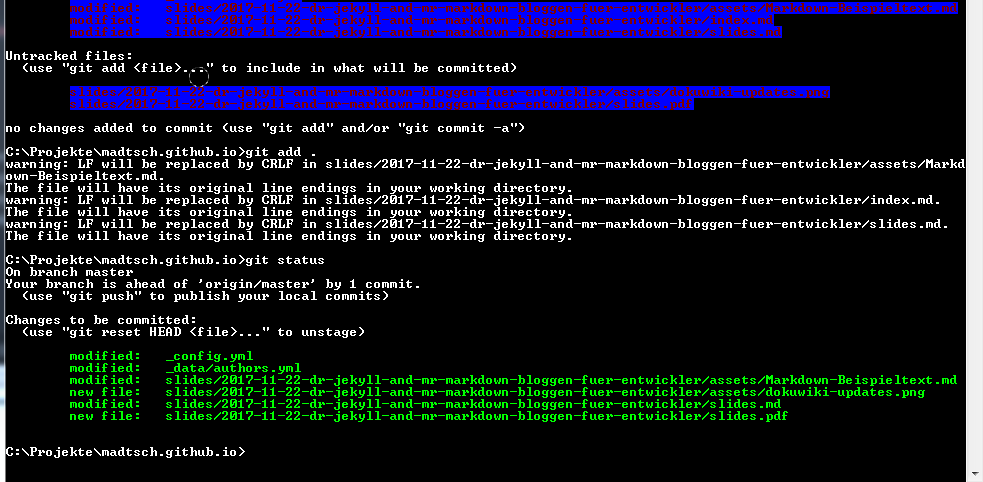 modified:   slides/2017-11-22-dr-jekyll-and-mr-markdown-bloggen-fuer-entwickler/assets/Markdown-Beispieltext.md
modified:   slides/2017-11-22-dr-jekyll-and-mr-markdown-bloggen-fuer-entwickler/index.md
modified:   slides/2017-11-22-dr-jekyll-and-mr-markdown-bloggen-fuer-entwickler/slides.md
Untracked files:
  (use "git add <file>..." to include in what will be committed)
slides/2017-11-22-dr-jekyll-and-mr-markdown-bloggen-fuer-entwickler/assets/dokuwiki-updates.png
slides/2017-11-22-dr-jekyll-and-mr-markdown-bloggen-fuer-entwickler/slides.pdf
no changes added to commit (use "git add" and/or "git commit -a")
C:\Projekte\madtsch.github.io>git add .
warning: LF will be replaced by CRLF in slides/2017-11-22-dr-jekyll-and-mr-markdown-bloggen-fuer-entwickler/assets/Markd
own-Beispieltext.md.
The file will have its original line endings in your working directory.
warning: LF will be replaced by CRLF in slides/2017-11-22-dr-jekyll-and-mr-markdown-bloggen-fuer-entwickler/index.md.
The file will have its original line endings in your working directory.
warning: LF will be replaced by CRLF in slides/2017-11-22-dr-jekyll-and-mr-markdown-bloggen-fuer-entwickler/slides.md.
The file will have its original line endings in your working directory.
C:\Projekte\madtsch.github.io>git status
On branch master
Your branch is ahead of 'origin/master' by 1 commit.
  (use "git push" to publish your local commits)
Changes to be committed:
  (use "git reset HEAD <file>..." to unstage)
modified:   _config.yml
modified:   _data/authors.yml
modified:   slides/2017-11-22-dr-jekyll-and-mr-markdown-bloggen-fuer-entwickler/assets/Markdown-Beispieltext.md
new file:   slides/2017-11-22-dr-jekyll-and-mr-markdown-bloggen-fuer-entwickler/assets/dokuwiki-updates.png
modified:   slides/2017-11-22-dr-jekyll-and-mr-markdown-bloggen-fuer-entwickler/slides.md
new file:   slides/2017-11-22-dr-jekyll-and-mr-markdown-bloggen-fuer-entwickler/slides.pdf
C:\Projekte\madtsch.github.io>